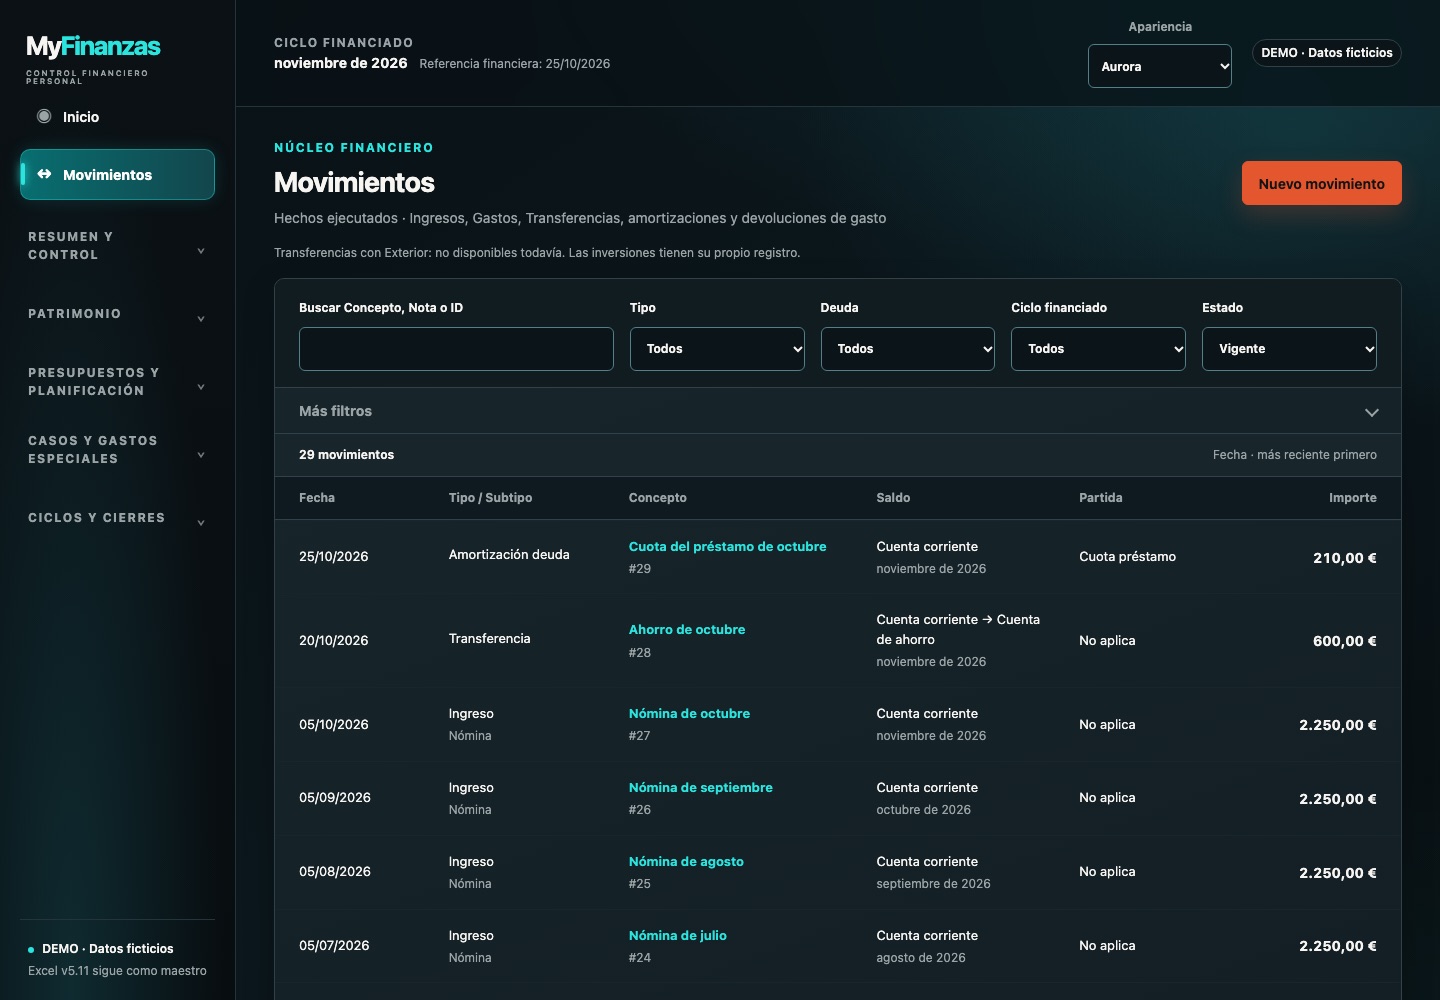 MyFinanzas
CONTROL FINANCIERO
PERSONAL
Inicio
Movimientos
RESUMEN Y
CONTROL
PATRIMONIO
PRESUPUESTOS Y
PLANIFICACIÓN
CASOS Y GASTOS
ESPECIALES
CICLOS Y CIERRES
DEMO · Datos ficticios
Excel v5.11 sigue como maestro
CICLO FINANCIADO
noviembre de 2026 Referencia financiera: 25/10/2026
Apariencia
Aurora
DEMO · Datos ficticios
NÚCLEO FINANCIERO
Movimientos
Nuevo movimiento
Hechos ejecutados · Ingresos, Gastos, Transferencias, amortizaciones y devoluciones de gasto
Transferencias con Exterior: no disponibles todavía. Las inversiones tienen su propio registro.
Buscar Concepto, Nota o ID Tipo Deuda Ciclo financiado Estado
Todos Todos Todos Vigente
Más filtros
29 movimientos Fecha · más reciente primero
Fecha Tipo / Subtipo Concepto Saldo Partida Importe
25/10/2026 Amortización deuda Cuota del préstamo de octubre Cuenta corriente Cuota préstamo 210,00 €
#29 noviembre de 2026
20/10/2026 Transferencia Ahorro de octubre Cuenta corriente → Cuenta No aplica 600,00 €
de ahorro
#28 noviembre de 2026
05/10/2026 Ingreso Nómina de octubre Cuenta corriente No aplica 2.250,00 €
Nómina #27 noviembre de 2026
05/09/2026 Ingreso Nómina de septiembre Cuenta corriente No aplica 2.250,00 €
Nómina #26 octubre de 2026
05/08/2026 Ingreso Nómina de agosto Cuenta corriente No aplica 2.250,00 €
Nómina #25 septiembre de 2026
05/07/2026 Ingreso Nómina de julio Cuenta corriente No aplica 2.250,00 €
Nómina #24 agosto de 2026